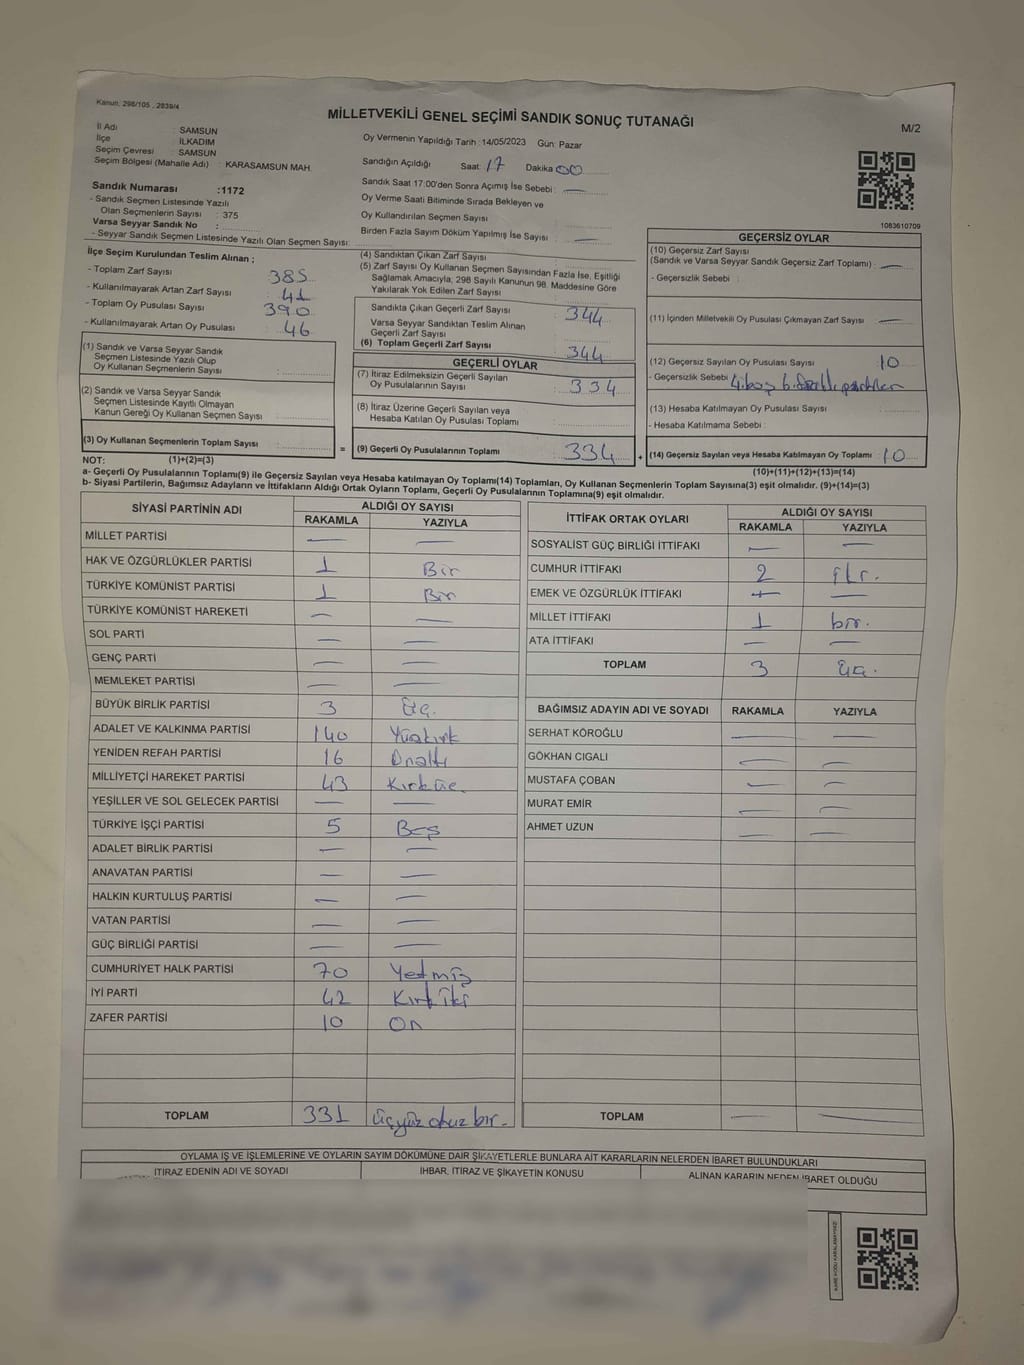 Kanun, 298/105 , 2839/4
MİLLETVEKİLİ GENEL SEÇİMİ SANDIK SONUÇ TUTANAĞI
M/2
İl Adı : SAMSUN
İlçe : İLKADIM
Seçim Çevresi : SAMSUN
Seçim Bölgesi (Mahalle Adı) : KARASAMSUN MAH.
Oy Vermenin Yapıldığı Tarih :14/05/2023 Gün: Pazar
Sandığın Açıldığı Saat: 17 Dakika 00
Sandık Saat 17:00'den Sonra Açımış İse Sebebi : —
Oy Verme Saati Bitiminde Sırada Bekleyen ve
Oy Kullandırılan Seçmen Sayısı
Birden Fazla Sayım Döküm Yapılmış İse Sayısı —
Sandık Numarası :1172
- Sandık Seçmen Listesinde Yazılı
Olan Seçmenlerin Sayısı : 375
Varsa Seyyar Sandık No :
- Seyyar Sandık Seçmen Listesinde Yazılı Olan Seçmen Sayısı:
1083610709
İlçe Seçim Kurulundan Teslim Alınan ;
- Toplam Zarf Sayısı 385
- Kullanılmayarak Artan Zarf Sayısı 41
- Toplam Oy Pusulası Sayısı 390
- Kullanılmayarak Artan Oy Pusulası 46
(1) Sandık ve Varsa Seyyar Sandık
Seçmen Listesinde Yazılı Olup
Oy Kullanan Seçmenlerin Sayısı :
(2) Sandık ve Varsa Seyyar Sandık
Seçmen Listesinde Kayıtlı Olmayan
Kanun Gereği Oy Kullanan Seçmen Sayısı :
(3) Oy Kullanan Seçmenlerin Toplam Sayısı :
(4) Sandıktan Çıkan Zarf Sayısı
(5) Zarf Sayısı Oy Kullanan Seçmen Sayısından Fazla İse, Eşitliği
Sağlamak Amacıyla, 298 Sayılı Kanunun 98. Maddesine Göre
Yakılarak Yok Edilen Zarf Sayısı
Sandıkta Çıkan Geçerli Zarf Sayısı 344
Varsa Seyyar Sandıktan Teslim Alınan
Geçerli Zarf Sayısı
(6) Toplam Geçerli Zarf Sayısı 344
GEÇERLİ OYLAR
(7) İtiraz Edilmeksizin Geçerli Sayılan
Oy Pusulalarının Sayısı 334
(8) İtiraz Üzerine Geçerli Sayılan veya
Hesaba Katılan Oy Pusulası Toplamı
= (9) Geçerli Oy Pusulalarının Toplamı 334 +
GEÇERSİZ OYLAR
(10) Geçersiz Zarf Sayısı
(Sandık ve Varsa Seyyar Sandık Geçersiz Zarf Toplamı) : —
- Geçersizlik Sebebi :
(11) İçinden Milletvekili Oy Pusulası Çıkmayan Zarf Sayısı —
(12) Geçersiz Sayılan Oy Pusulası Sayısı 10
- Geçersizlik Sebebi 4. boş 6. farklı partiler
(13) Hesaba Katılmayan Oy Pusulası Sayısı
- Hesaba Katılmama Sebebi :
(14) Geçersiz Sayılan veya Hesaba Katılmayan Oy Toplamı 10
NOT: (1)+(2)=(3)
(10)+(11)+(12)+(13)=(14)
a- Geçerli Oy Pusulalarının Toplamı(9) ile Geçersiz Sayılan veya Hesaba katılmayan Oy Toplamı(14) Toplamları, Oy Kullanan Seçmenlerin Toplam Sayısına(3) eşit olmalıdır. (9)+(14)=(3)
b- Siyasi Partilerin, Bağımsız Adayların ve İttifakların Aldığı Ortak Oyların Toplamı, Geçerli Oy Pusulalarının Toplamına(9) eşit olmalıdır.
SİYASİ PARTİNİN ADI ALDIĞI OY SAYISI
RAKAMLA YAZIYLA
MİLLET PARTİSİ — —
HAK VE ÖZGÜRLÜKLER PARTİSİ 1 Bir
TÜRKİYE KOMÜNİST PARTİSİ 1 Bir
TÜRKİYE KOMÜNİST HAREKETİ — —
SOL PARTİ — —
GENÇ PARTİ — —
MEMLEKET PARTİSİ — —
BÜYÜK BİRLİK PARTİSİ 3 Üç.
ADALET VE KALKINMA PARTİSİ 140 Yüzkırk
YENİDEN REFAH PARTİSİ 16 Onaltı
MİLLİYETÇİ HAREKET PARTİSİ 43 Kırküç.
YEŞİLLER VE SOL GELECEK PARTİSİ — —
TÜRKİYE İŞÇİ PARTİSİ 5 Beş
ADALET BİRLİK PARTİSİ — —
ANAVATAN PARTİSİ — —
HALKIN KURTULUŞ PARTİSİ — —
VATAN PARTİSİ — —
GÜÇ BİRLİĞİ PARTİSİ — —
CUMHURİYET HALK PARTİSİ 70 Yetmiş
İYİ PARTİ 42 Kırkiki
ZAFER PARTİSİ 10 On
TOPLAM 331 üçyüz otuz bir.
İTTİFAK ORTAK OYLARI ALDIĞI OY SAYISI
RAKAMLA YAZIYLA
SOSYALİST GÜÇ BİRLİĞİ İTTİFAKI — —
CUMHUR İTTİFAKI 2 iki.
EMEK VE ÖZGÜRLÜK İTTİFAKI — —
MİLLET İTTİFAKI 1 bir.
ATA İTTİFAKI — —
TOPLAM 3 üç.
BAĞIMSIZ ADAYIN ADI VE SOYADI RAKAMLA YAZIYLA
SERHAT KÖROĞLU — —
GÖKHAN CIGALI — —
MUSTAFA ÇOBAN — —
MURAT EMİR — —
AHMET UZUN — —
TOPLAM — —
OYLAMA İŞ VE İŞLEMLERİNE VE OYLARIN SAYIM DÖKÜMÜNE DAİR ŞİKAYETLERLE BUNLARA AİT KARARLARIN NELERDEN İBARET BULUNDUKLARI
İTİRAZ EDENİN ADI VE SOYADI İHBAR, İTİRAZ VE ŞİKAYETİN KONUSU ALINAN KARARIN NEDEN İBARET OLDUĞU
KARE KODU KARALAMAYINIZ!